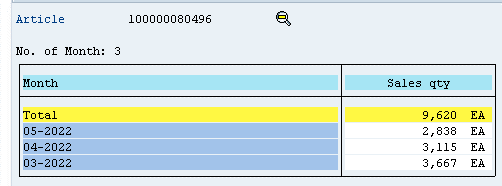 Article 100000080496
No. of Month: 3
Month Sales qty
Total 9,620 EA
05-2022 2,838 EA
04-2022 3,115 EA
03-2022 3,667 EA